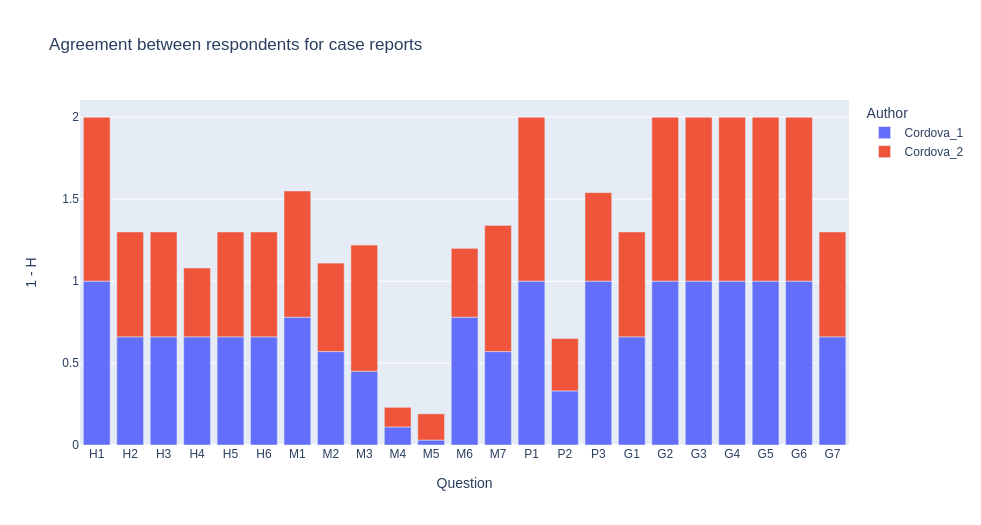 Agreement between respondents for case reports
Author
Cordova_1
Cordova_2
1 - H
2
1.5
1
0.5
0
H1 H2 H3 H4 H5 H6 M1 M2 M3 M4 M5 M6 M7 P1 P2 P3 G1 G2 G3 G4 G5 G6 G7
Question